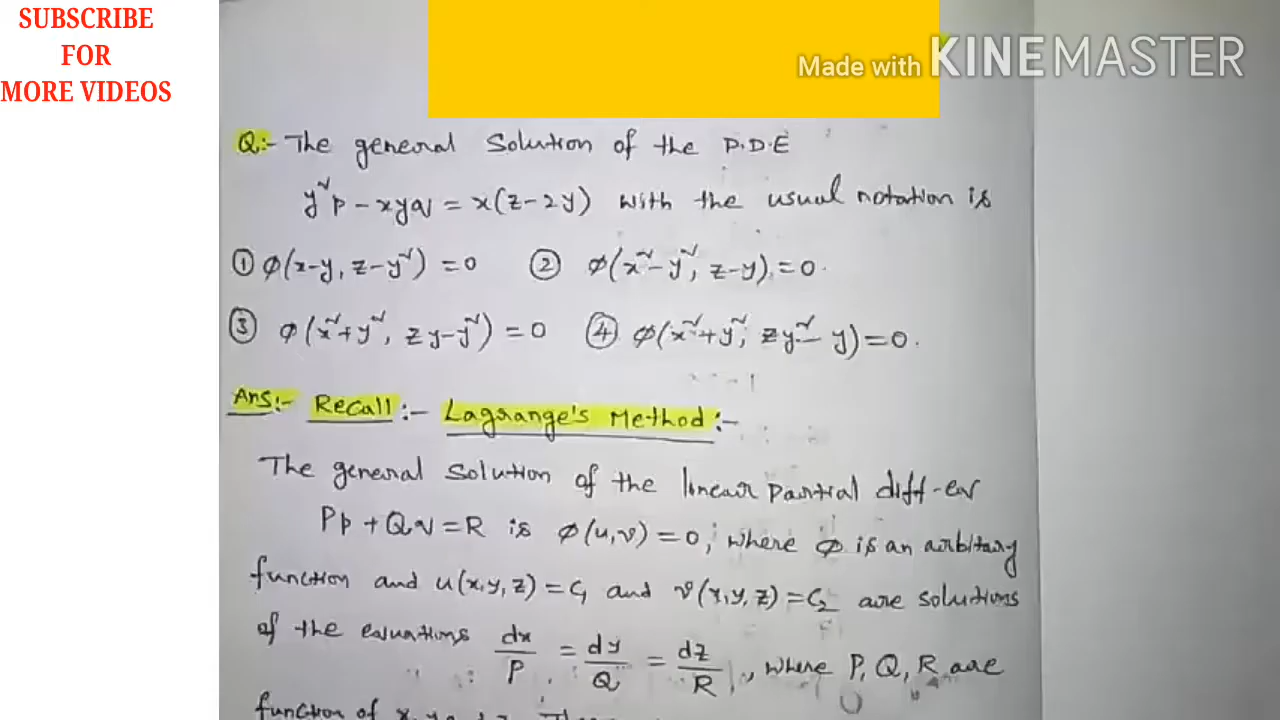 SUBSCRIBE
FOR
MORE VIDEOS
Made with KINEMASTER
Q:- The general solution of the P.D.E
y²p - xyq = x(z-2y) with the usual notation is
① ϕ(x-y, z-y²) = 0 ② ϕ(x²-y², z-y) = 0.
③ ϕ(x²+y², zy-y²) = 0 ④ ϕ(x²+y², zy²- y) = 0.
Ans:- Recall:- Lagrange's Method:-
The general solution of the linear partial diff-eq
Pp + Qq = R is ϕ(u,v) = 0, where ϕ is an arbitary
function and u(x,y,z) = C₁ and v(x,y,z) = C₂ are solutions
of the equations dx/P = dy/Q = dz/R, where P, Q, R are
function of x, y